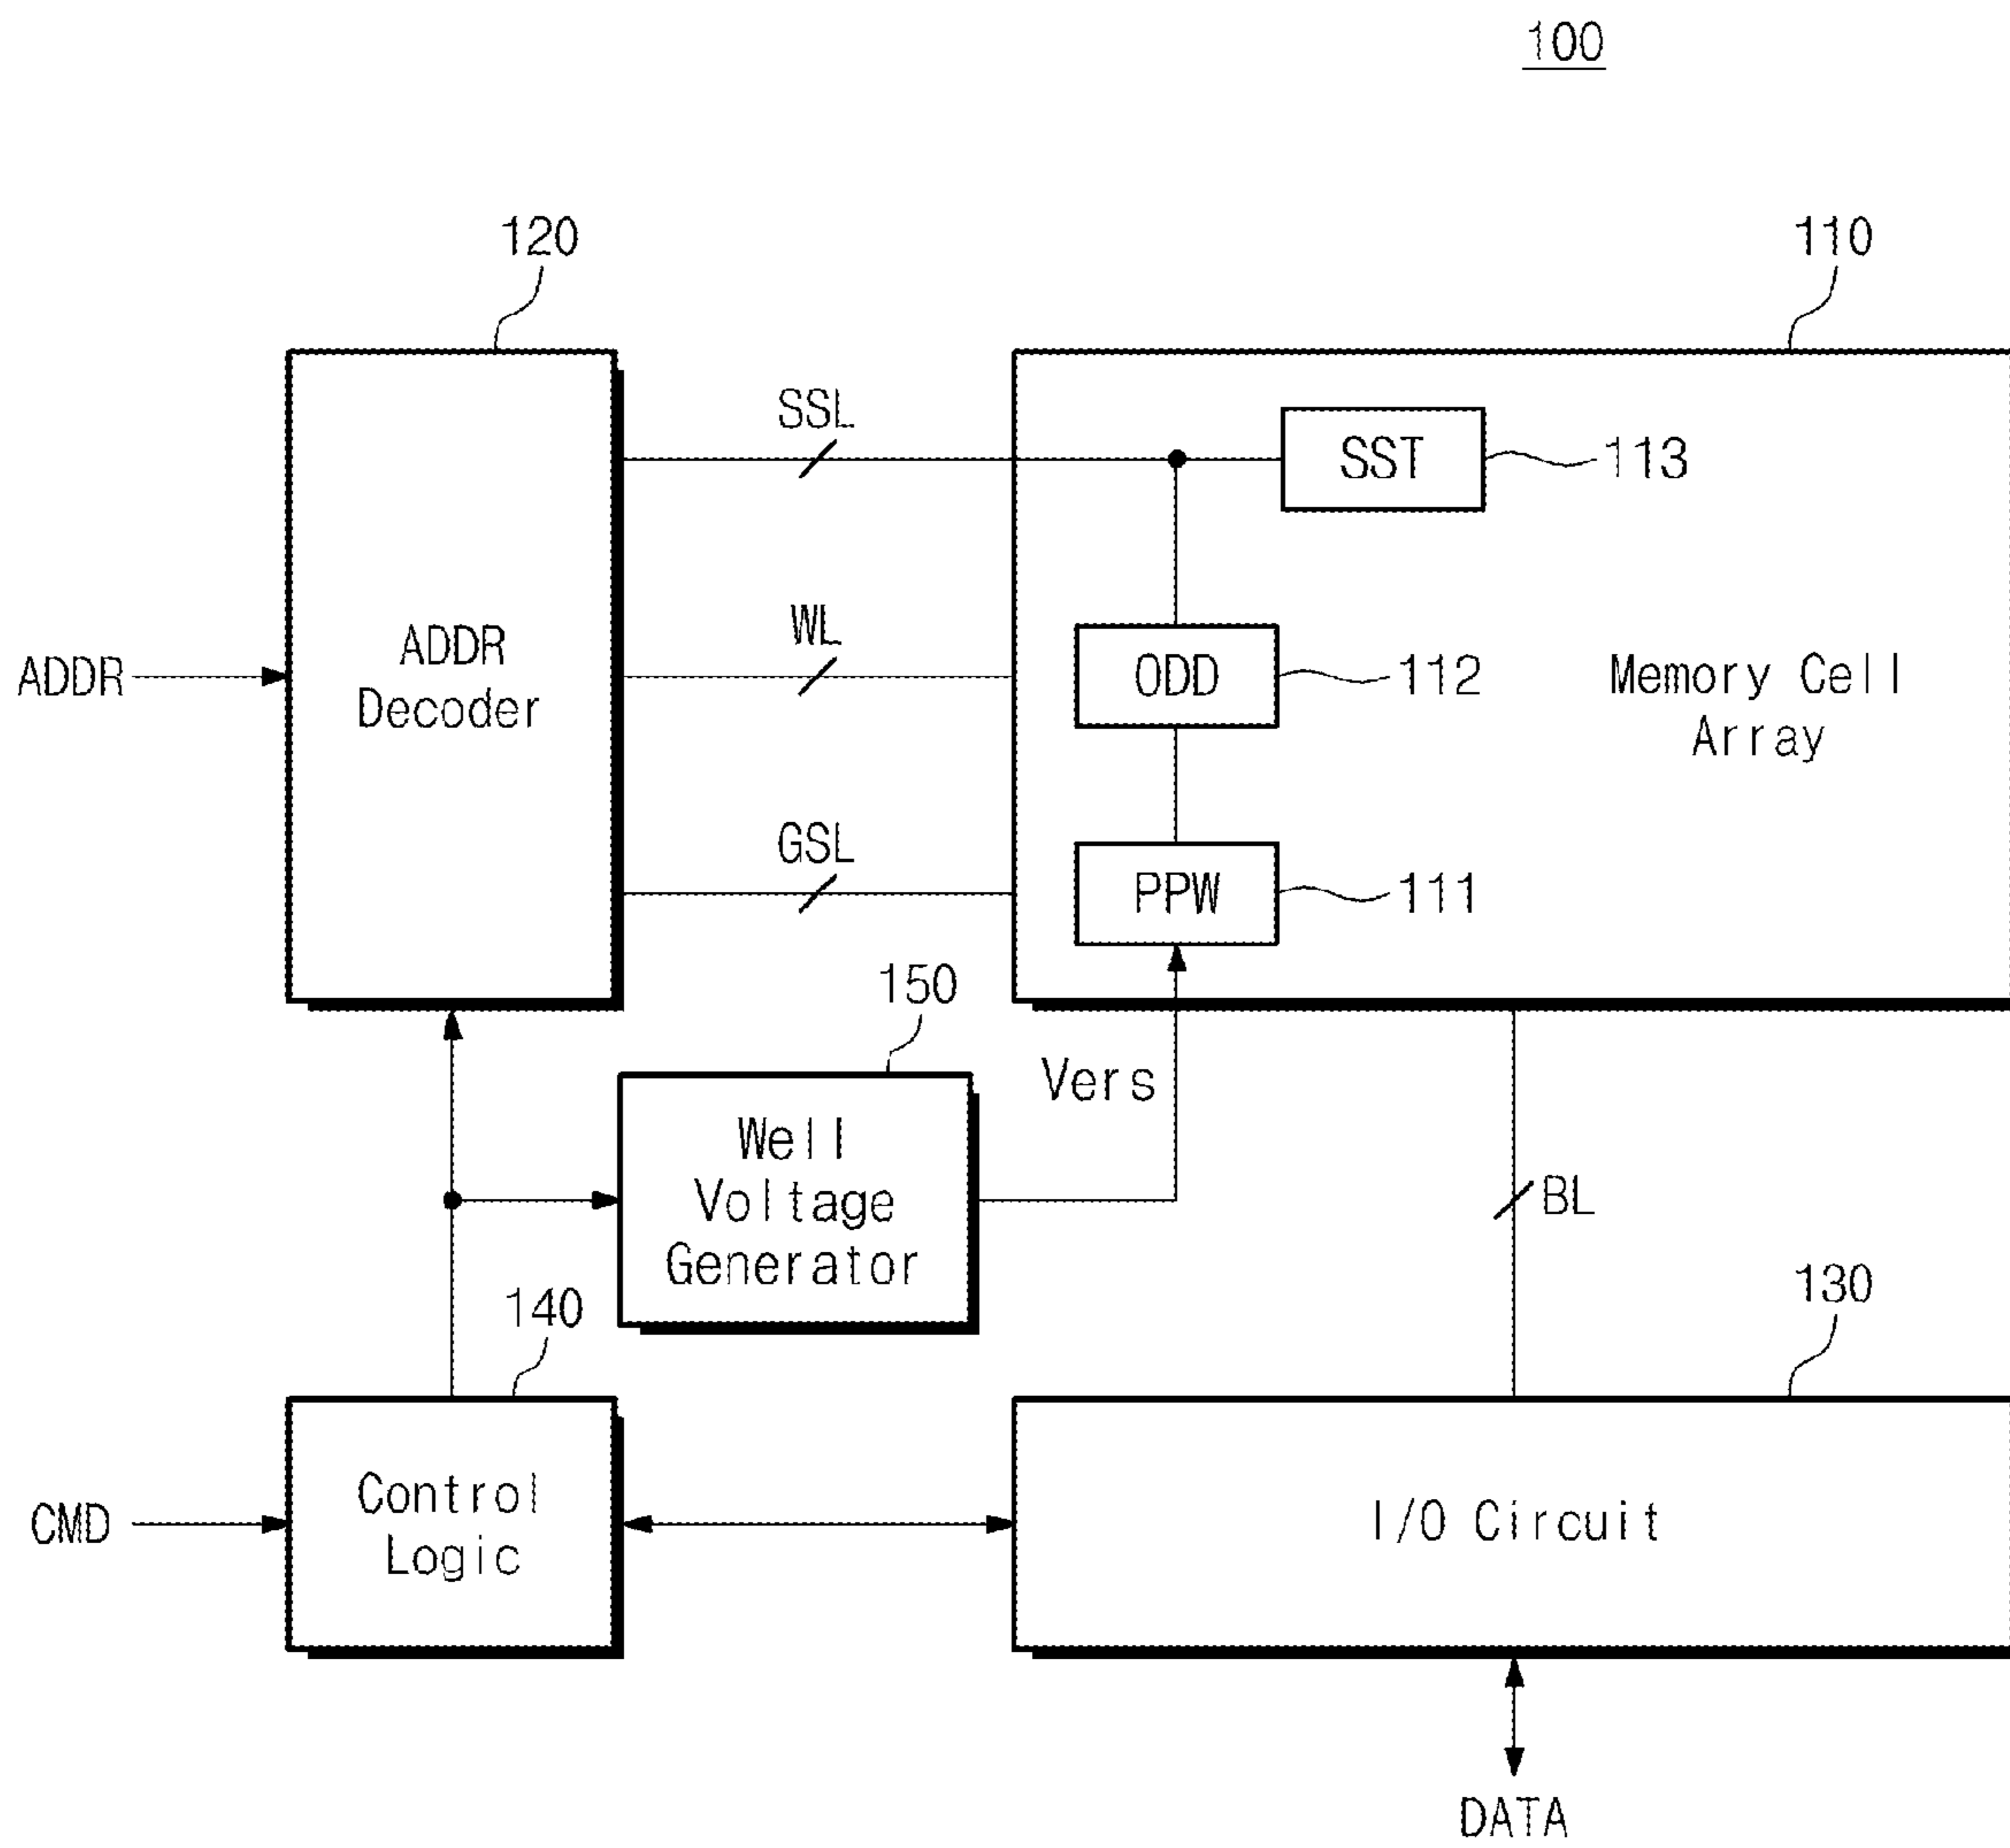 100
120
110
SSL
SST
113
WL
ADDR
ADDR
Decoder
ODD
112
Memory Cell
Array
GSL
PPW
111
150
Vers
Well
Voltage
Generator
BL
140
130
CMD
Control
Logic
I/O Circuit
DATA